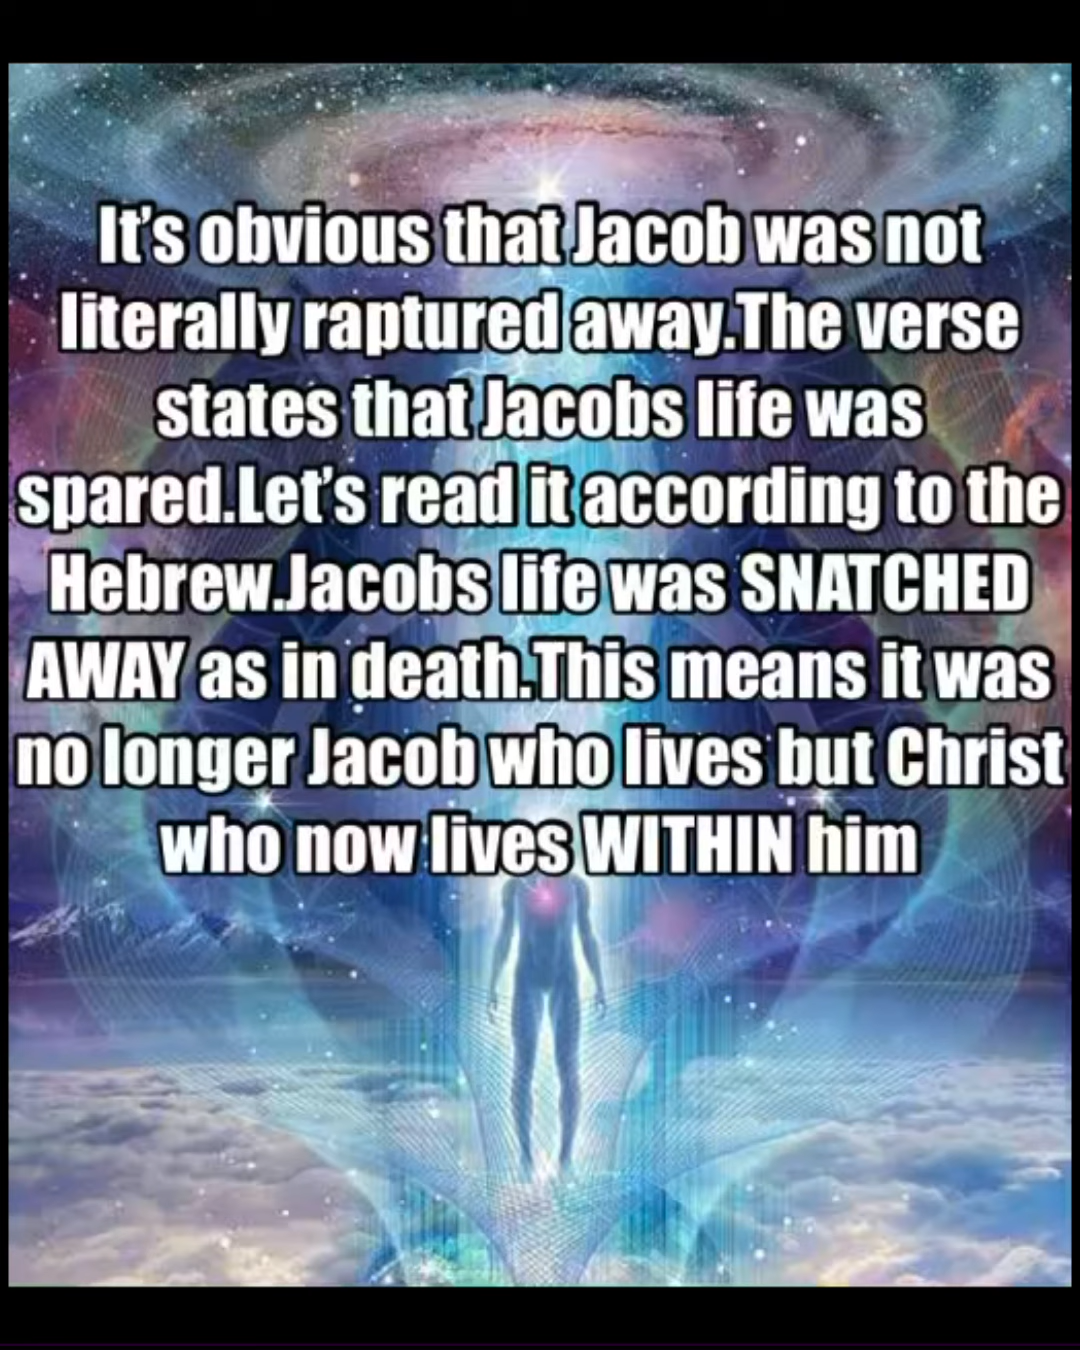 It's obvious that Jacob was not
literally raptured away.The verse
states that Jacobs life was
spared.Let's read it according to the
Hebrew.Jacobs life was SNATCHED
AWAY as in death.This means it was
no longer Jacob who lives but Christ
who now lives WITHIN him